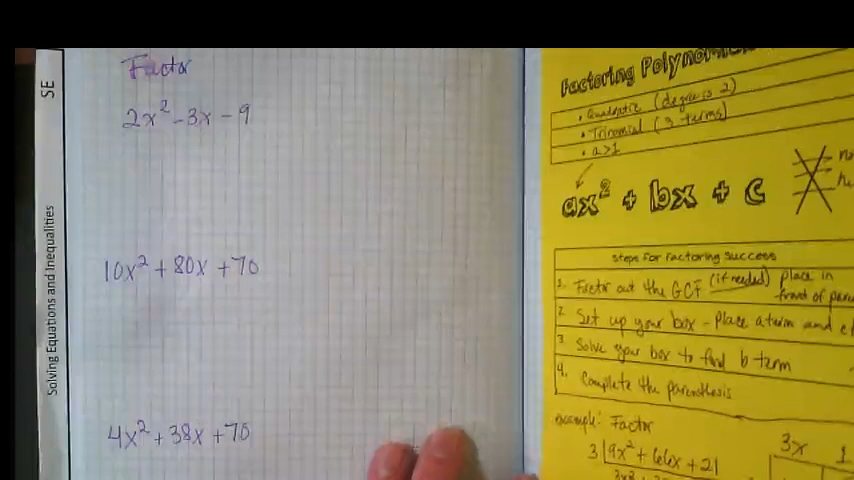 SE
Solving Equations and Inequalities
Factor
2x² - 3x - 9
10x² + 80x + 70
4x² + 38x + 70
Factoring
• Quadratic (degree is 2)
• Trinomial (3 terms)
• a>1
ax² + bx + c
Steps for Factoring Success
1. Factor out the GCF (if needed) place in
front of
2. Set up your box - Place a term and
3. Solve your box to find b term
4. Complete the parenthesis
example: Factor
3 9x² + 66x + 21
3x 1